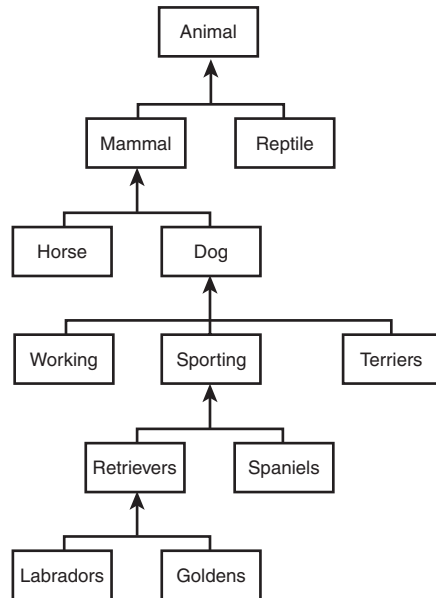 Animal
Mammal
Reptile
Horse
Dog
Working
Sporting
Terriers
Retrievers
Spaniels
Labradors
Goldens